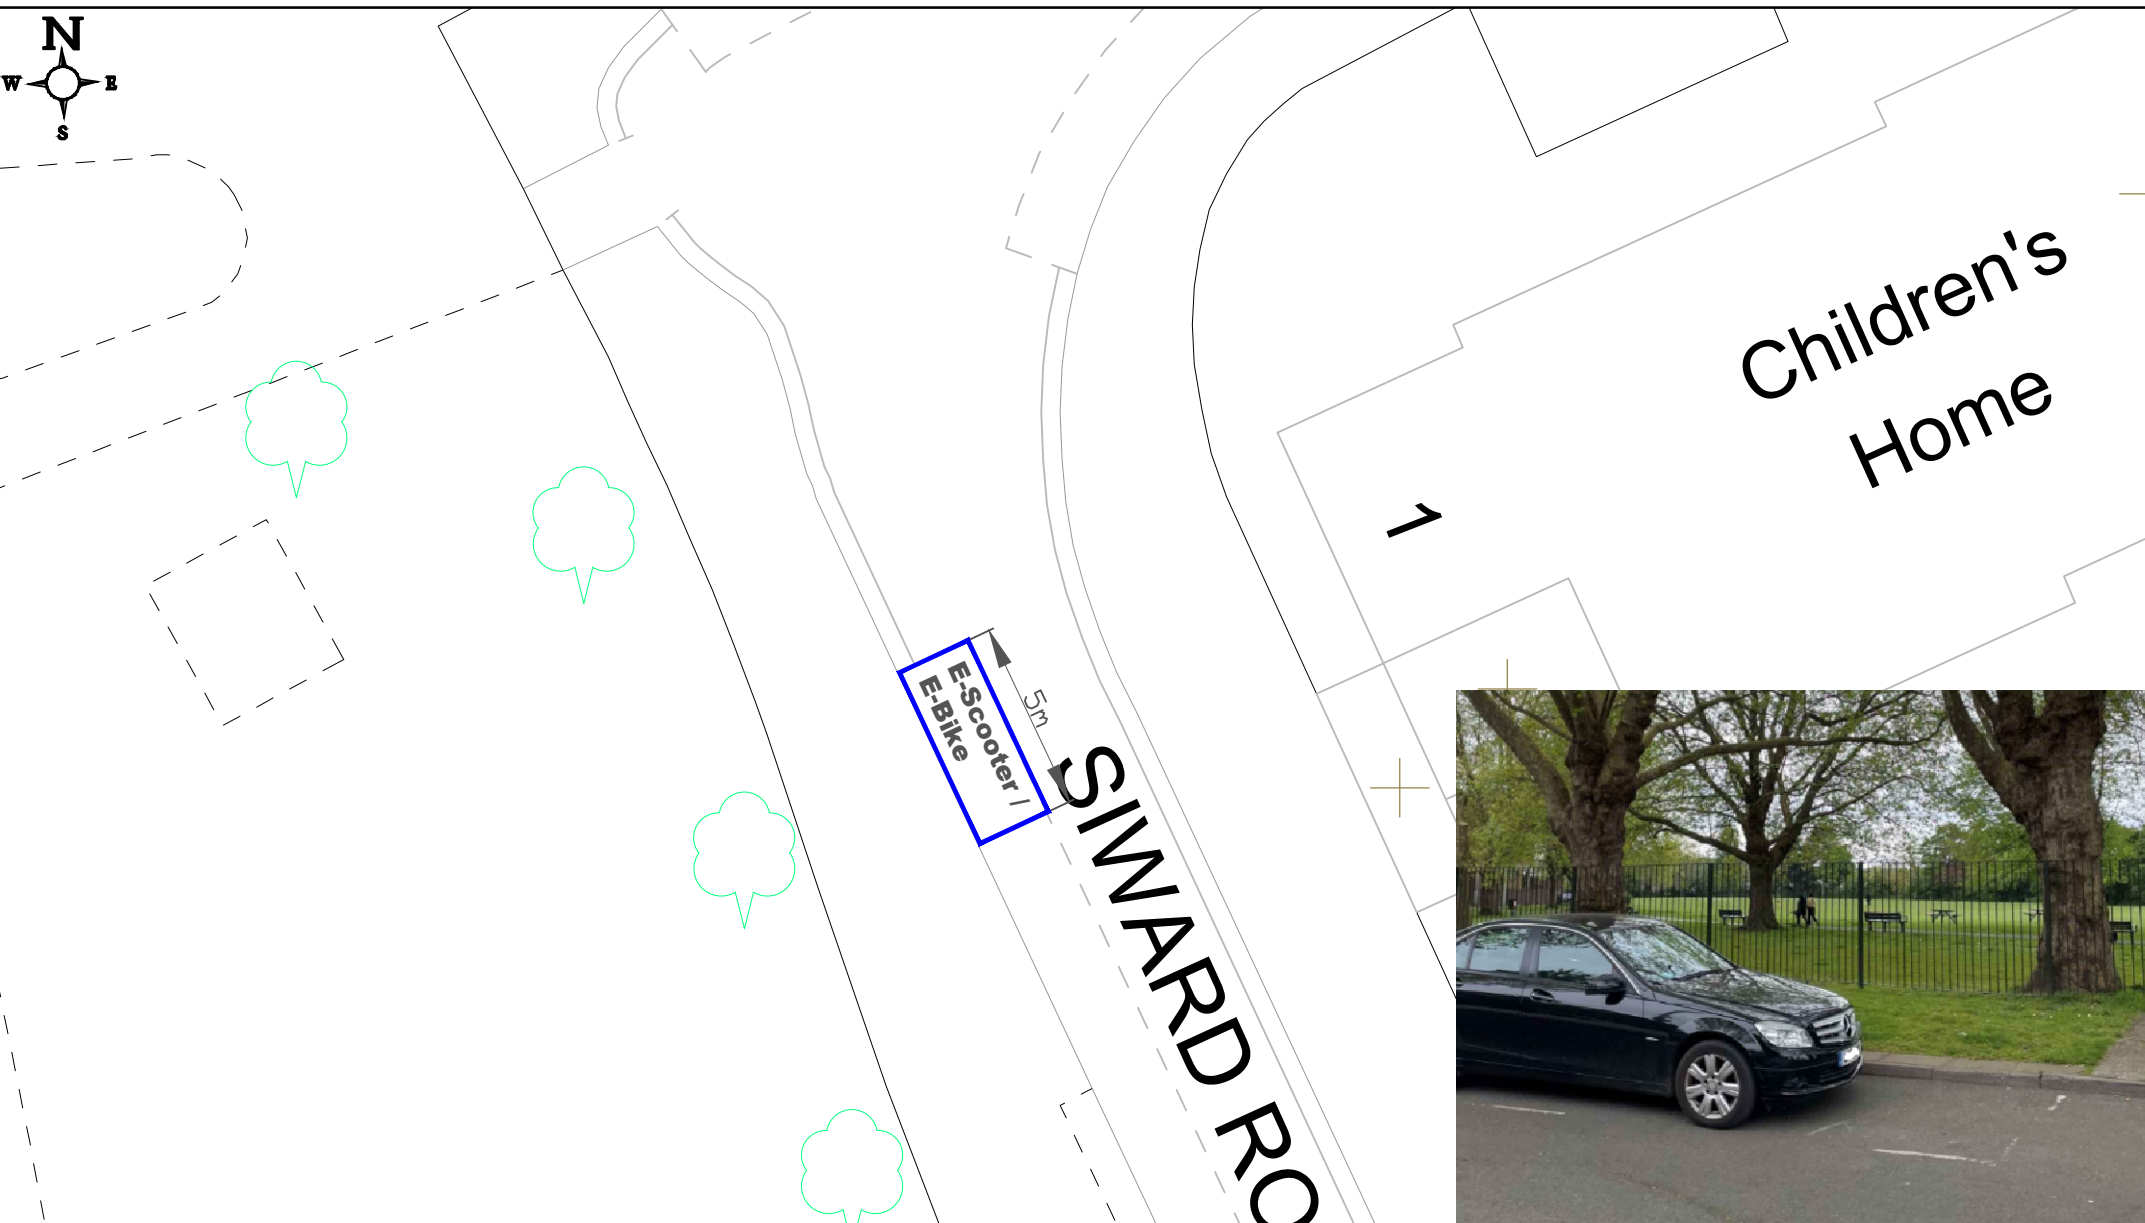 N
W E
S
Children's
Home
1
E-Scooter /
E-Bike
5m
SIWARD RO